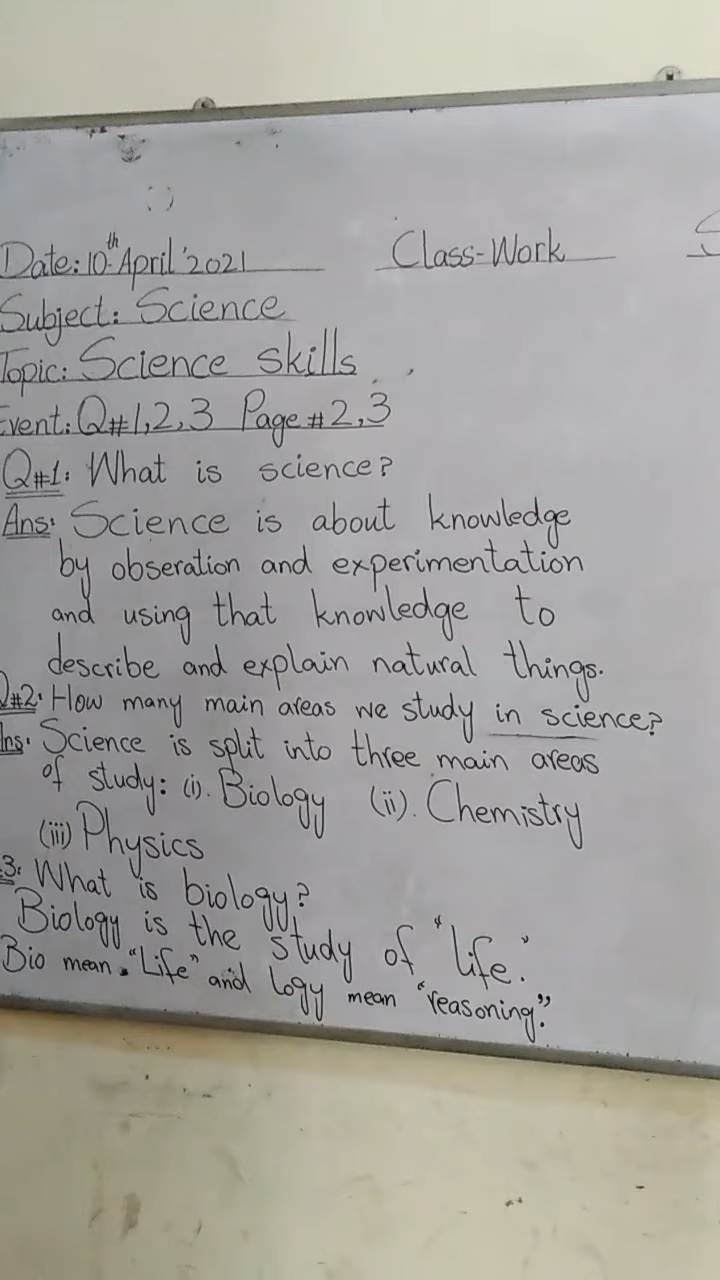 Date: 10th April '2021 Class-Work S
Subject: Science
Topic: Science skills
Event: Q#1,2,3 Page #2,3
Q#1: What is science?
Ans: Science is about knowledge
by obseration and experimentation
and using that knowledge to
describe and explain natural things.
Q#2: How many main areas we study in science?
Ans: Science is split into three main areas
of study: (i). Biology (ii). Chemistry
(iii) Physics
3: What is biology?
Biology is the study of "life."
Bio mean "Life" and logy mean "reasoning".